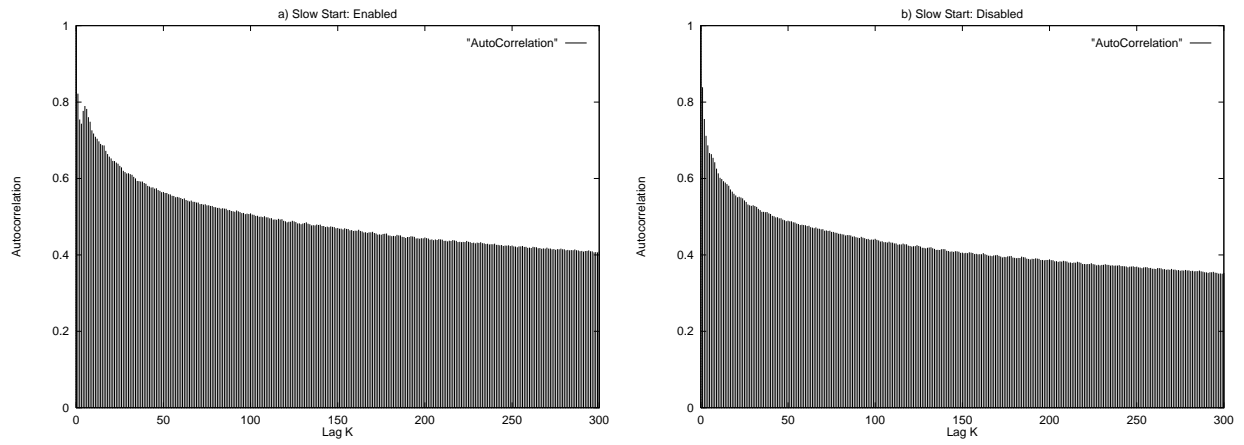 a) Slow Start: Enabled
"AutoCorrelation"
Autocorrelation
1
0.8
0.6
0.4
0.2
0
0 50 100 150 200 250 300
Lag K
b) Slow Start: Disabled
"AutoCorrelation"
Autocorrelation
1
0.8
0.6
0.4
0.2
0
0 50 100 150 200 250 300
Lag K